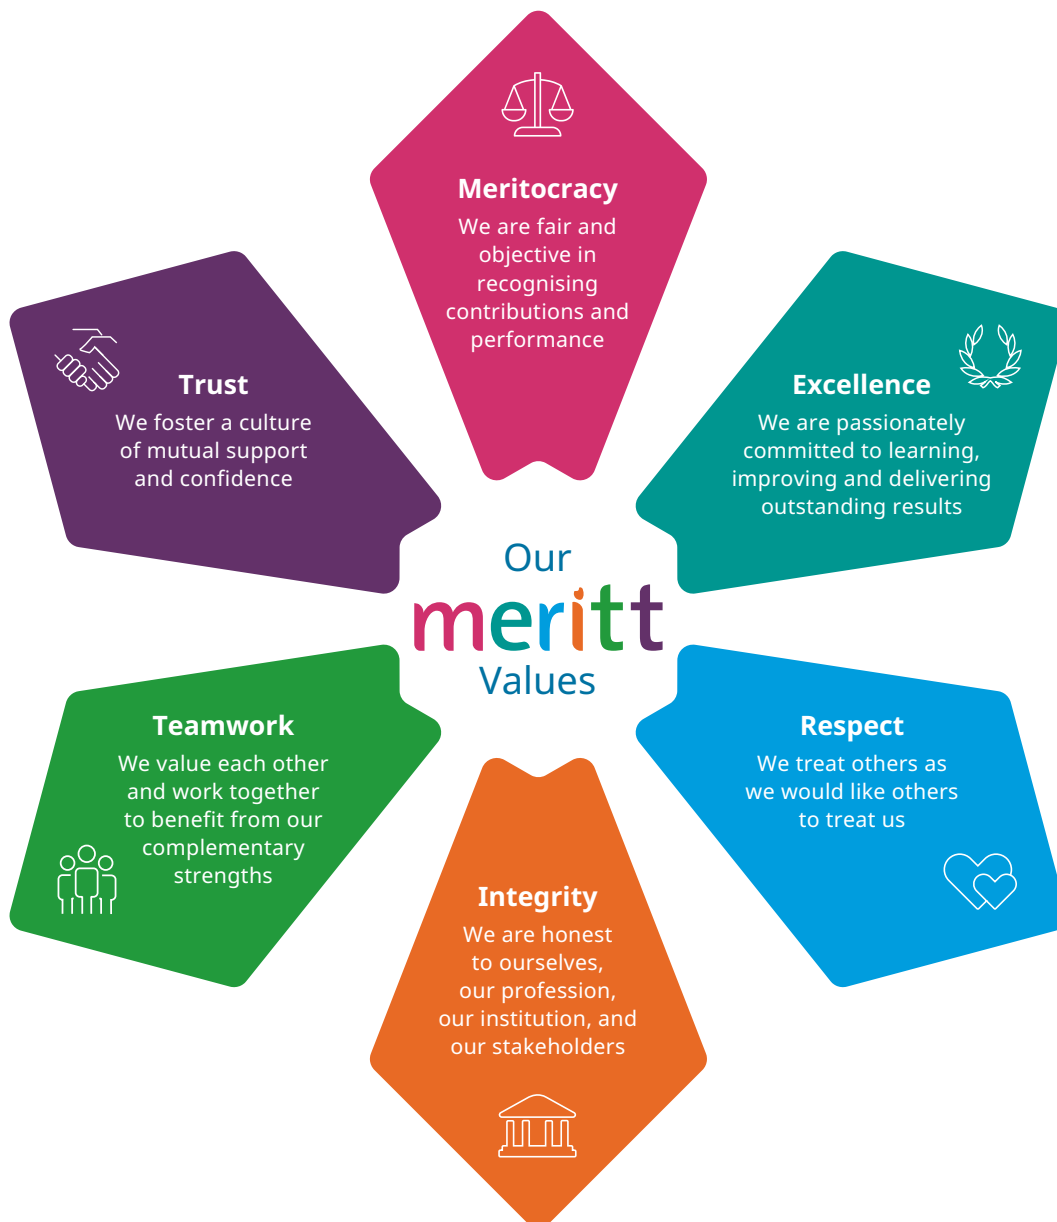 Meritocracy
We are fair and
objective in
recognising
contributions and
performance
Excellence
We are passionately
committed to learning,
improving and delivering
outstanding results
Respect
We treat others as
we would like others
to treat us
Integrity
We are honest
to ourselves,
our profession,
our institution, and
our stakeholders
Teamwork
We value each other
and work together
to benefit from our
complementary
strengths
Trust
We foster a culture
of mutual support
and confidence
Our
meritt
Values